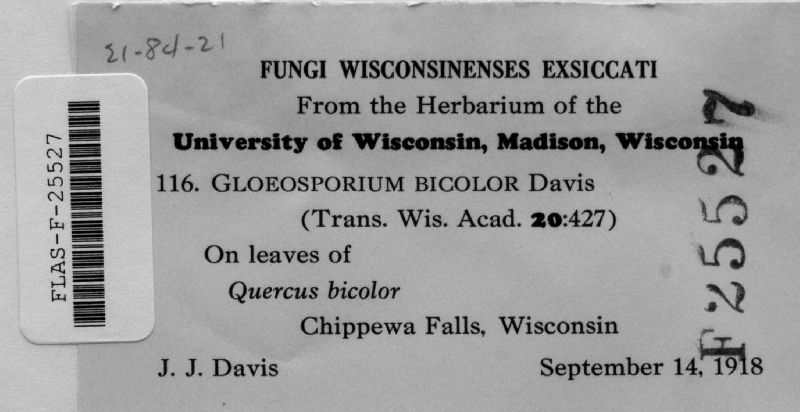 21-84-21
FUNGI WISCONSINENSES EXSICCATI
From the Herbarium of the
University of Wisconsin, Madison, Wisconsin
116. GLOEOSPORIUM BICOLOR Davis
(Trans. Wis. Acad. 20:427)
On leaves of
Quercus bicolor
Chippewa Falls, Wisconsin
J. J. Davis September 14, 1918
FLAS-F-25527
F25527